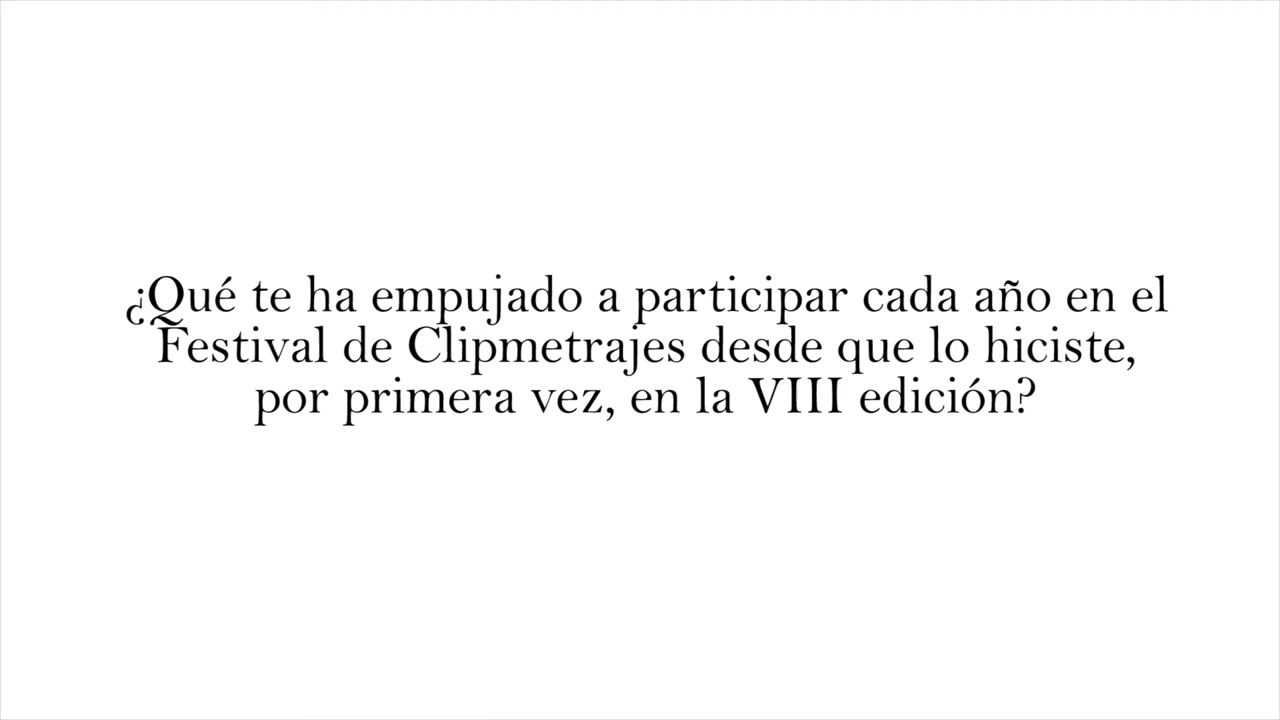 ¿Qué te ha empujado a participar cada año en el
Festival de Clipmetrajes desde que lo hiciste,
por primera vez, en la VIII edición?